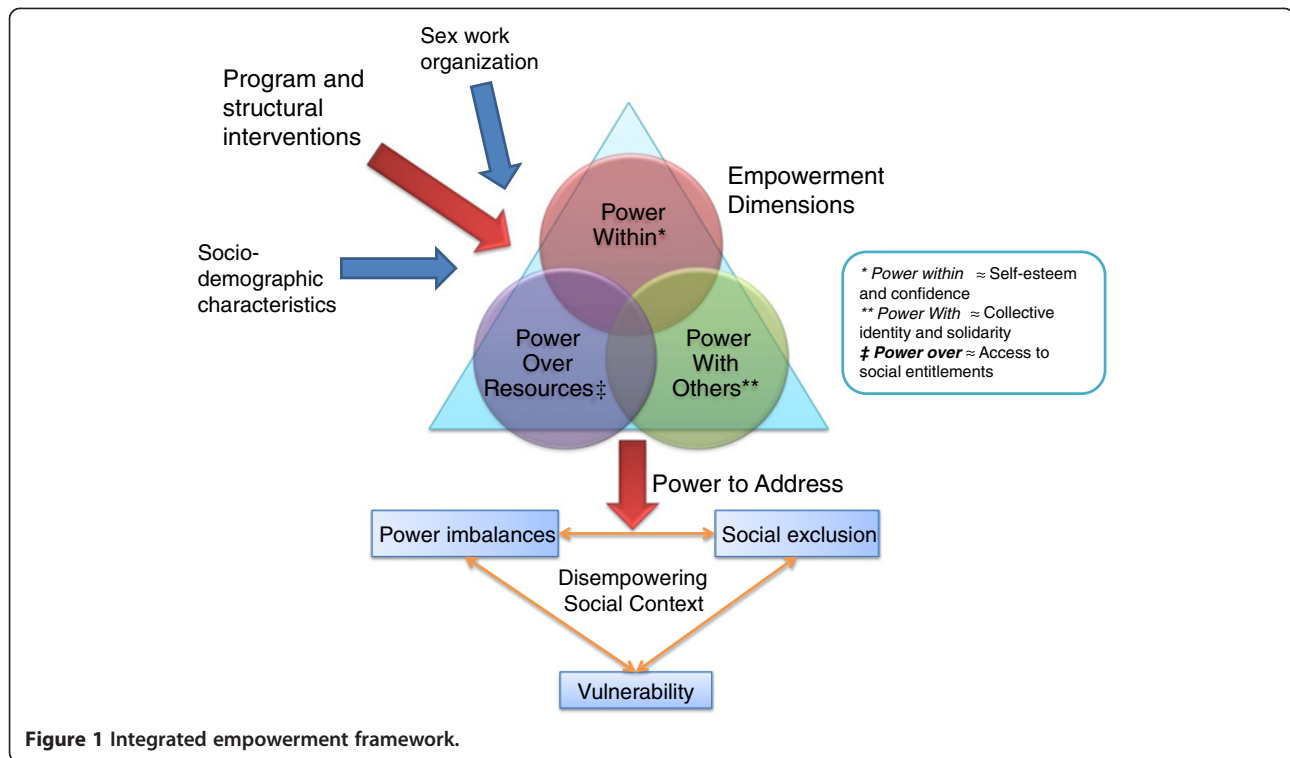 Sex work
organization
Program and
structural
interventions
Socio-
demographic
characteristics
Empowerment
Dimensions
Power
Within*
Power
Over
Resources‡
Power
With
Others**
* Power within ≈ Self-esteem
and confidence
** Power With ≈ Collective
identity and solidarity
‡ Power over ≈ Access to
social entitlements
Power to Address
Power imbalances
Social exclusion
Disempowering
Social Context
Vulnerability
Figure 1 Integrated empowerment framework.